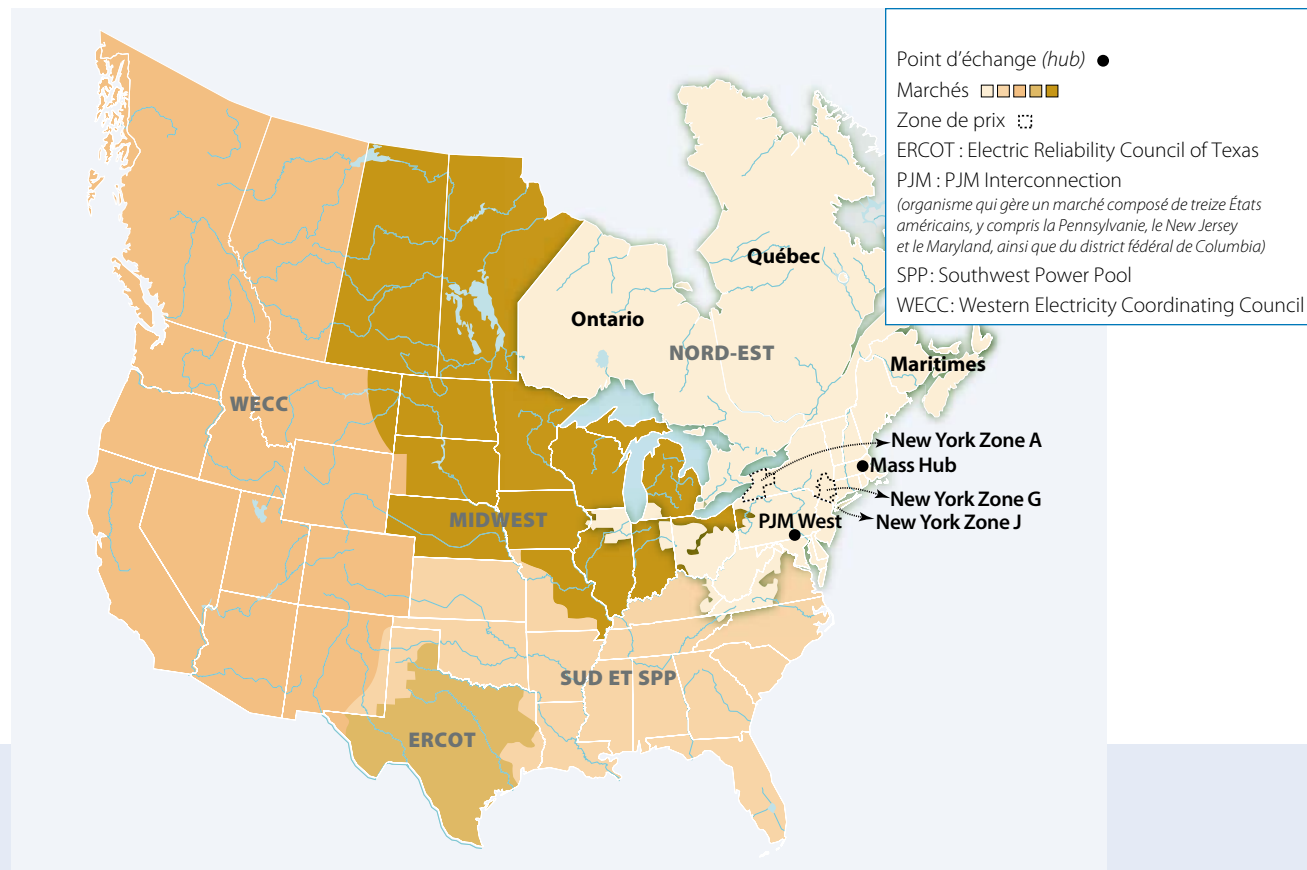 Point d'échange (hub)
Marchés
Zone de prix
ERCOT : Electric Reliability Council of Texas
PJM : PJM Interconnection
(organisme qui gère un marché composé de treize États
américains, y compris la Pennsylvanie, le New Jersey
et le Maryland, ainsi que du district fédéral de Columbia)
SPP : Southwest Power Pool
WECC : Western Electricity Coordinating Council
Québec
Ontario
NORD-EST
Maritimes
WECC
New York Zone A
Mass Hub
New York Zone G
MIDWEST
PJM West
New York Zone J
SUD ET SPP
ERCOT